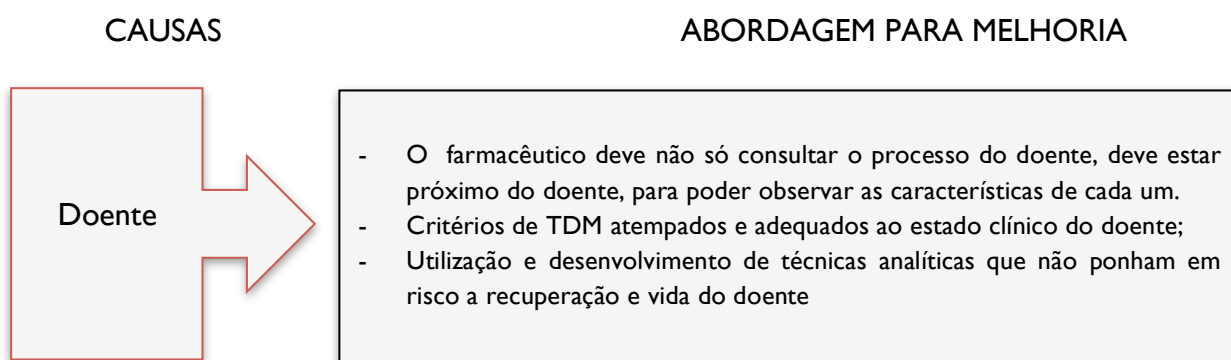 CAUSAS
ABORDAGEM PARA MELHORIA
Doente
- O farmacêutico deve não só consultar o processo do doente, deve estar
próximo do doente, para poder observar as características de cada um.
- Critérios de TDM atempados e adequados ao estado clínico do doente;
- Utilização e desenvolvimento de técnicas analíticas que não ponham em
risco a recuperação e vida do doente